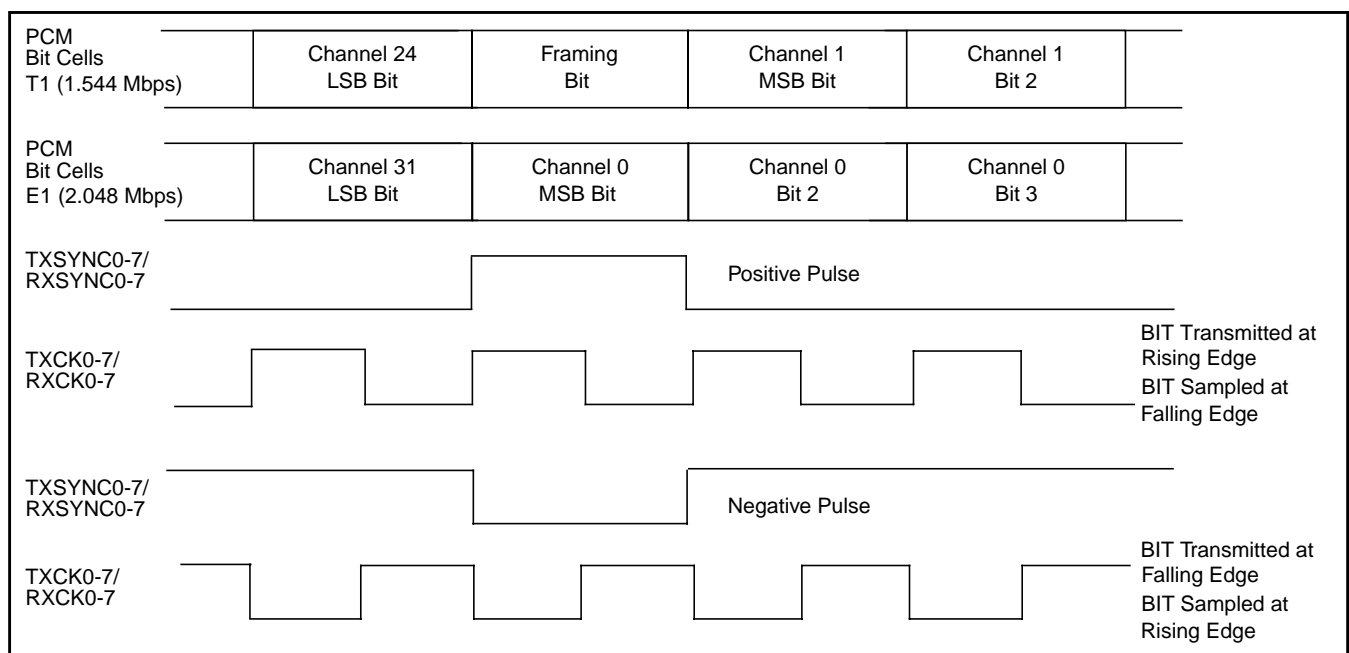 PCM
Bit Cells
T1 (1.544 Mbps)
Channel 24
LSB Bit
Framing
Bit
Channel 1
MSB Bit
Channel 1
Bit 2
PCM
Bit Cells
E1 (2.048 Mbps)
Channel 31
LSB Bit
Channel 0
MSB Bit
Channel 0
Bit 2
Channel 0
Bit 3
TXSYNC0-7/
RXSYNC0-7
Positive Pulse
TXCK0-7/
RXCK0-7
BIT Transmitted at
Rising Edge
BIT Sampled at
Falling Edge
TXSYNC0-7/
RXSYNC0-7
Negative Pulse
TXCK0-7/
RXCK0-7
BIT Transmitted at
Falling Edge
BIT Sampled at
Rising Edge